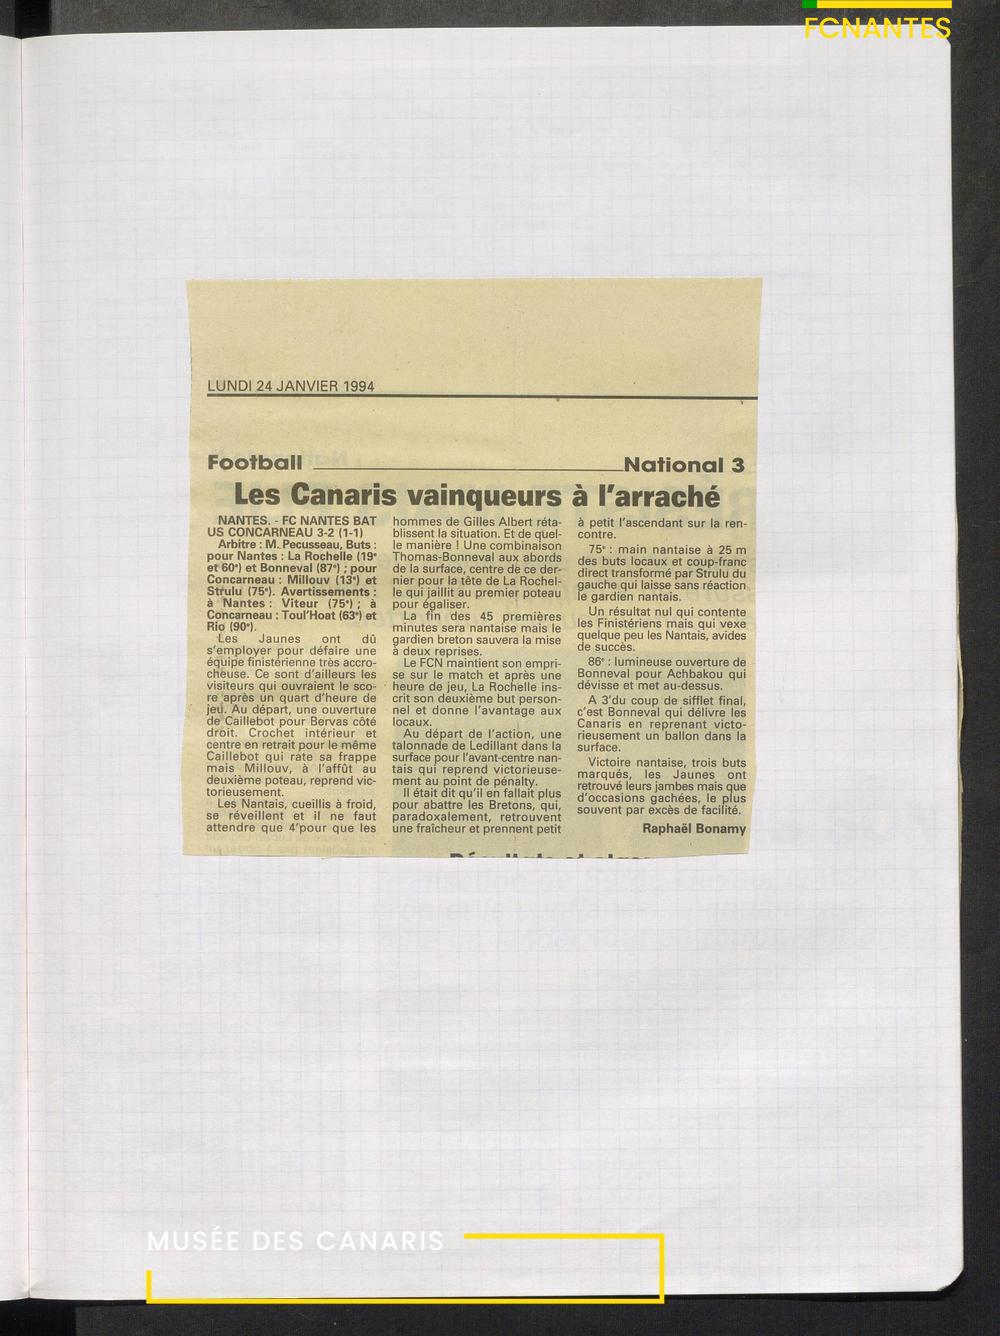 FCNANTES
LUNDI 24 JANVIER 1994
Football National 3
Les Canaris vainqueurs à l'arraché
NANTES. - FC NANTES BAT
US CONCARNEAU 3-2 (1-1)
Arbitre : M. Pecusseau, Buts :
pour Nantes : La Rochelle (19e
et 60e) et Bonneval (87e) ; pour
Concarneau : Millouv (13e) et
Strulu (75e). Avertissements :
à Nantes : Viteur (75e) ; à
Concarneau : Toul'Hoat (63e) et
Rio (90e).
Les Jaunes ont dû
s'employer pour défaire une
équipe finistérienne très accro-
cheuse. Ce sont d'ailleurs les
visiteurs qui ouvraient le sco-
re après un quart d'heure de
jeu. Au départ, une ouverture
de Caillebot pour Bervas côté
droit. Crochet intérieur et
centre en retrait pour le même
Caillebot qui rate sa frappe
mais Millouv, à l'affût au
deuxième poteau, reprend vic-
torieusement.
Les Nantais, cueillis à froid,
se réveillent et il ne faut
attendre que 4'pour que les
hommes de Gilles Albert réta-
blissent la situation. Et de quel-
le manière ! Une combinaison
Thomas-Bonneval aux abords
de la surface, centre de ce der-
nier pour la tête de La Rochel-
le qui jaillit au premier poteau
pour égaliser.
La fin des 45 premières
minutes sera nantaise mais le
gardien breton sauvera la mise
à deux reprises.
Le FCN maintient son empri-
se sur le match et après une
heure de jeu, La Rochelle ins-
crit son deuxième but person-
nel et donne l'avantage aux
locaux.
Au départ de l'action, une
talonnade de Ledillant dans la
surface pour l'avant-centre nan-
tais qui reprend victorieuse-
ment au point de pénalty.
Il était dit qu'il en fallait plus
pour abattre les Bretons, qui,
paradoxalement, retrouvent
une fraîcheur et prennent petit
à petit l'ascendant sur la ren-
contre.
75e : main nantaise à 25 m
des buts locaux et coup-franc
direct transformé par Strulu du
gauche qui laisse sans réaction
le gardien nantais.
Un résultat nul qui contente
les Finistériens mais qui vexe
quelque peu les Nantais, avides
de succès.
86e : lumineuse ouverture de
Bonneval pour Achbakou qui
dévisse et met au-dessus.
A 3'du coup de sifflet final,
c'est Bonneval qui délivre les
Canaris en reprenant victo-
rieusement un ballon dans la
surface.
Victoire nantaise, trois buts
marqués, les Jaunes ont
retrouvé leurs jambes mais que
d'occasions gachées, le plus
souvent par excès de facilité.
Raphaël Bonamy
MUSÉE DES CANARIS